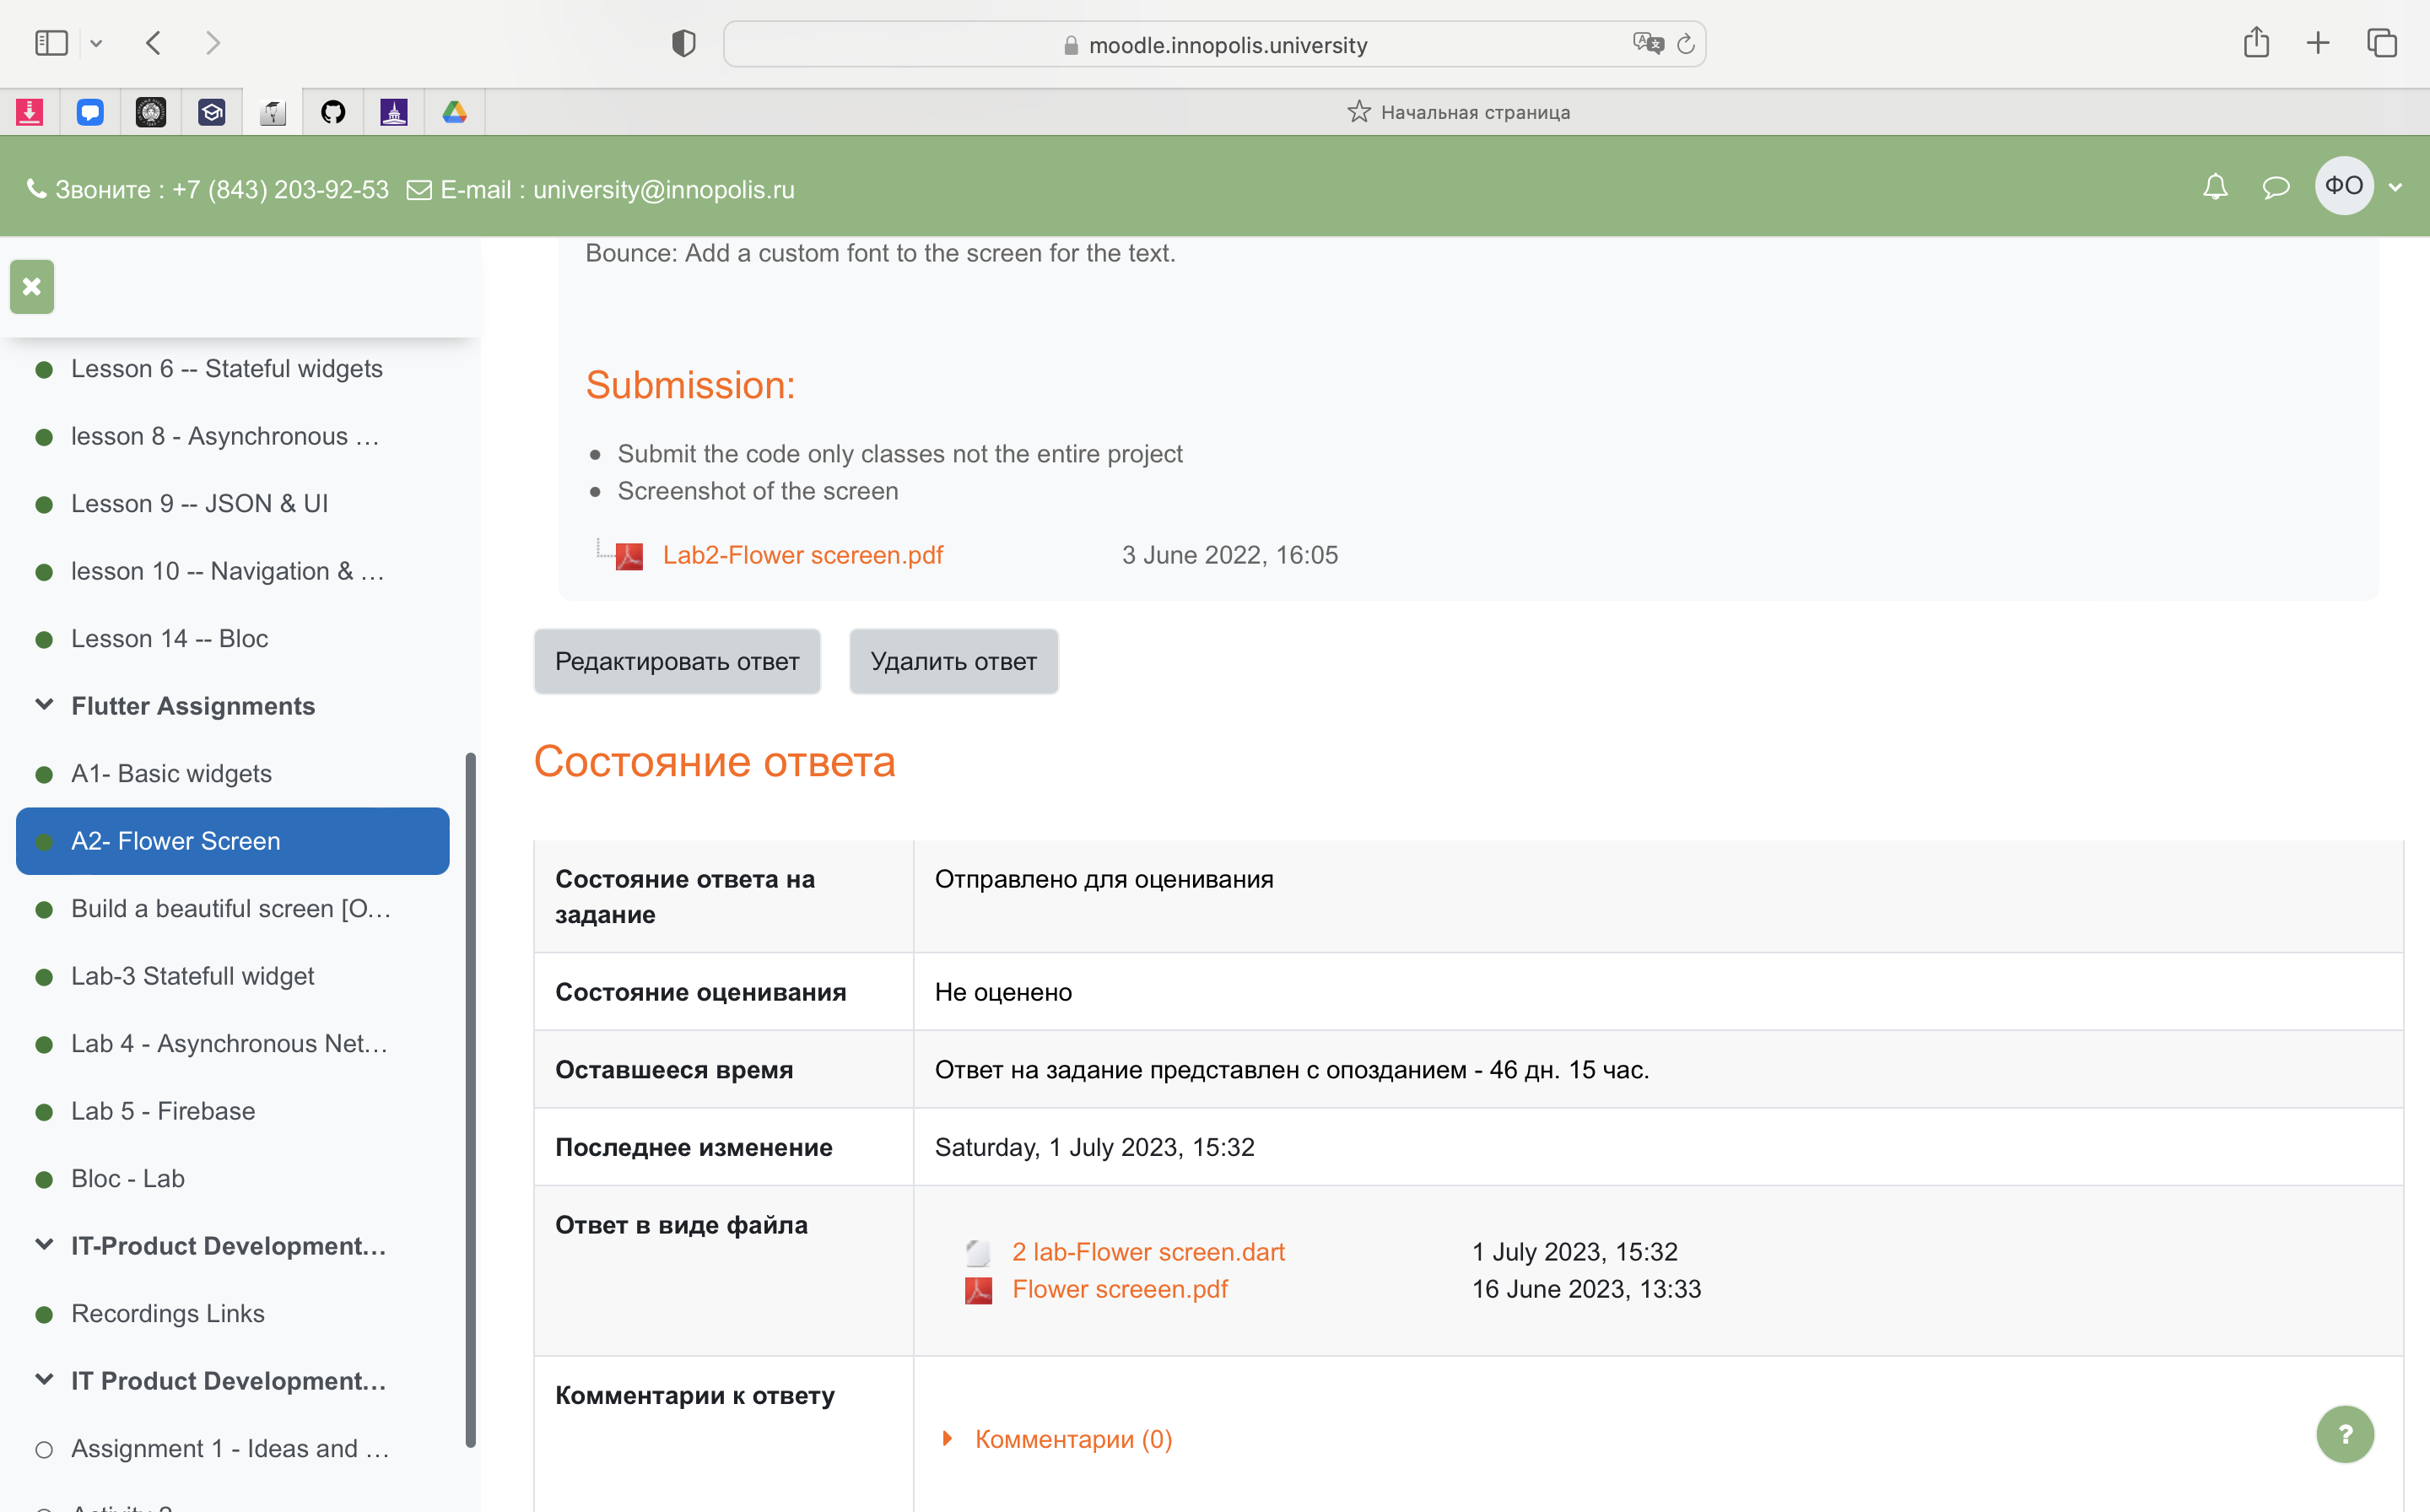 moodle.innopolis.university
Начальная страница
Звоните : +7 (843) 203-92-53 E-mail : university@innopolis.ru
ФО
Lesson 6 -- Stateful widgets
lesson 8 - Asynchronous ...
Lesson 9 -- JSON & UI
lesson 10 -- Navigation & ...
Lesson 14 -- Bloc
Flutter Assignments
A1- Basic widgets
A2- Flower Screen
Build a beautiful screen [O...
Lab-3 Statefull widget
Lab 4 - Asynchronous Net...
Lab 5 - Firebase
Bloc - Lab
IT-Product Development...
Recordings Links
IT Product Development...
Assignment 1 - Ideas and ...
Bounce: Add a custom font to the screen for the text.
Submission:
Submit the code only classes not the entire project
Screenshot of the screen
Lab2-Flower scereen.pdf 3 June 2022, 16:05
Редактировать ответ Удалить ответ
Состояние ответа
Состояние ответа на задание Отправлено для оценивания
Состояние оценивания Не оценено
Оставшееся время Ответ на задание представлен с опозданием - 46 дн. 15 час.
Последнее изменение Saturday, 1 July 2023, 15:32
Ответ в виде файла
2 lab-Flower screen.dart 1 July 2023, 15:32
Flower screeen.pdf 16 June 2023, 13:33
Комментарии к ответу
Комментарии (0)
?